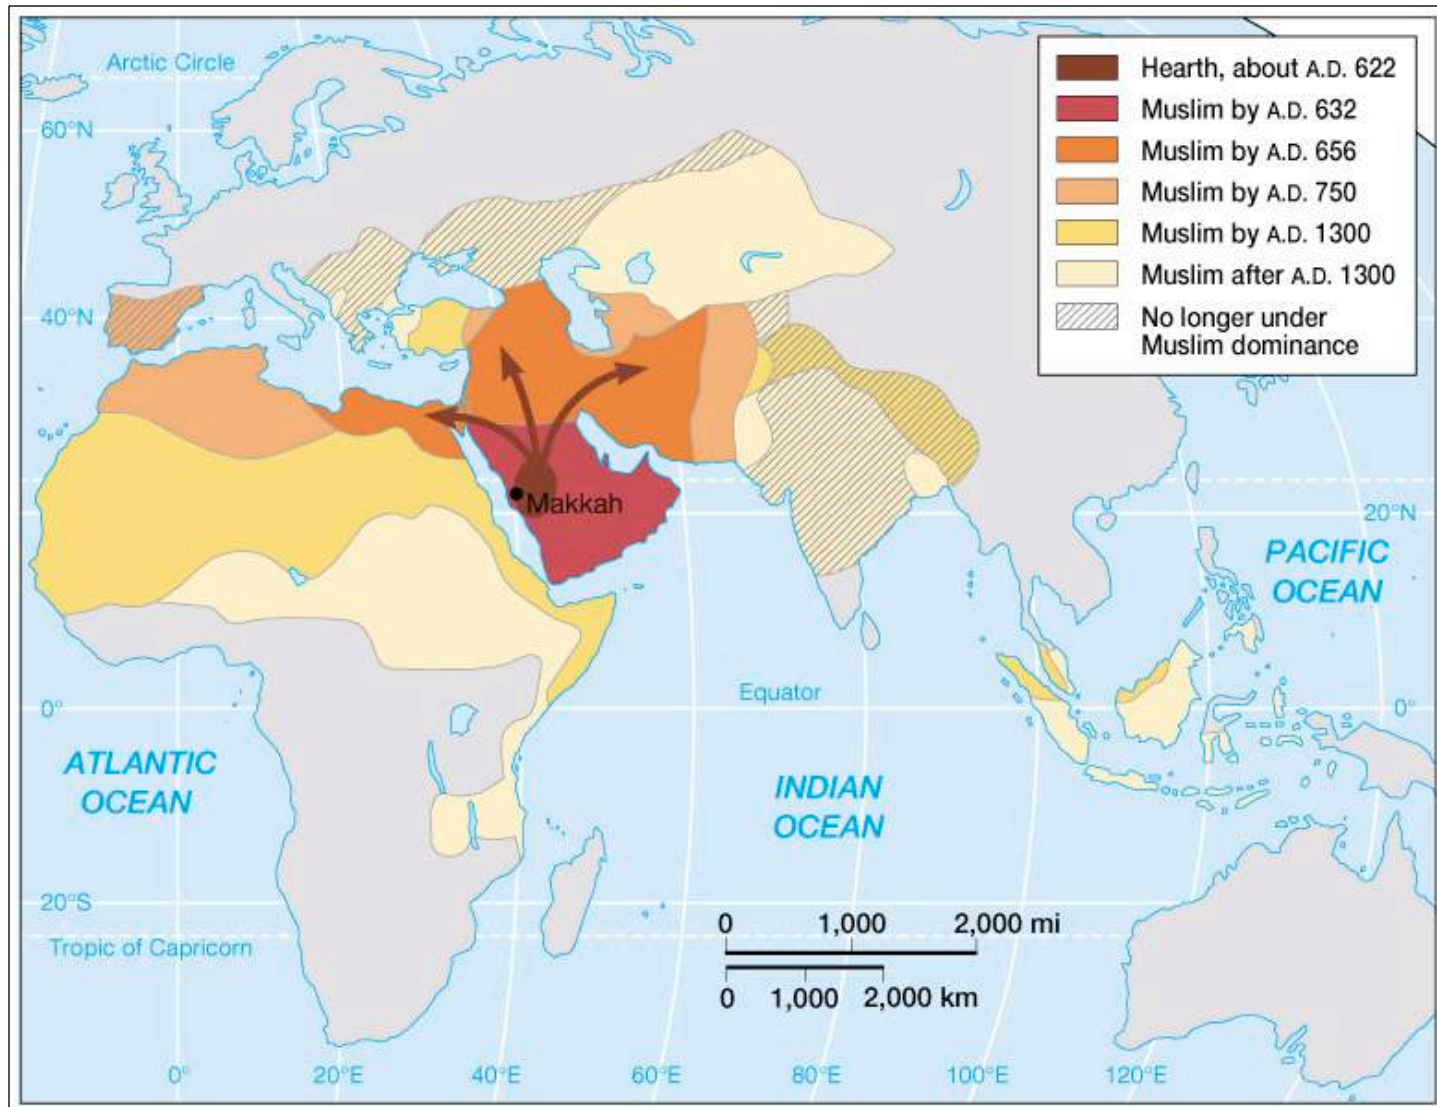 Arctic Circle
Hearth, about A.D. 622
Muslim by A.D. 632
Muslim by A.D. 656
Muslim by A.D. 750
Muslim by A.D. 1300
Muslim after A.D. 1300
No longer under
Muslim dominance
60°N
40°N
Makkah
20°N
PACIFIC
OCEAN
Equator
0°
0°
ATLANTIC
OCEAN
INDIAN
OCEAN
20°S
Tropic of Capricorn
0 1,000 2,000 mi
0 1,000 2,000 km
0° 20°E 40°E 60°E 80°E 100°E 120°E